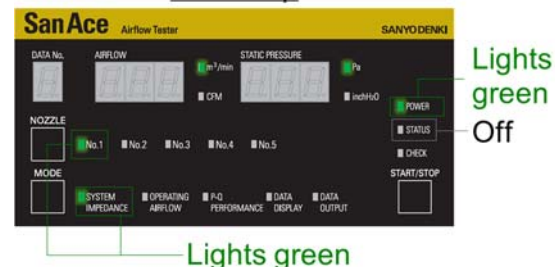 San Ace Airflow Tester SANYO DENKI
DATA No. AIRFLOW STATIC PRESSURE
m³/min Pa
CFM inchH₂O
Lights
green
POWER
STATUS
Off
CHECK
NOZZLE
No.1 No.2 No.3 No.4 No.5
MODE START/STOP
SYSTEM IMPEDANCE
OPERATING AIRFLOW
P-Q PERFORMANCE
DATA DISPLAY
DATA OUTPUT
Lights green